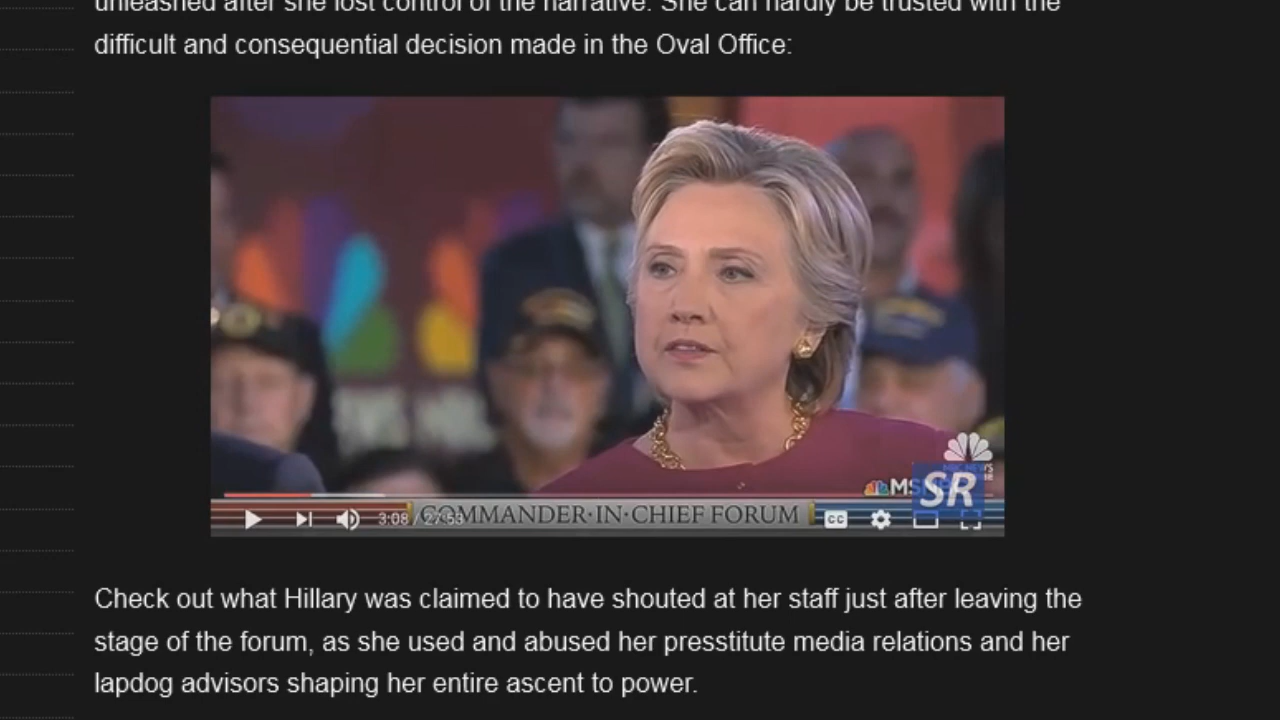 unleashed after she lost control of the narrative. She can hardly be trusted with the
difficult and consequential decision made in the Oval Office:
MS
SR
3:08 / 27:53
COMMANDER·IN·CHIEF FORUM
CC
Check out what Hillary was claimed to have shouted at her staff just after leaving the
stage of the forum, as she used and abused her presstitute media relations and her
lapdog advisors shaping her entire ascent to power.